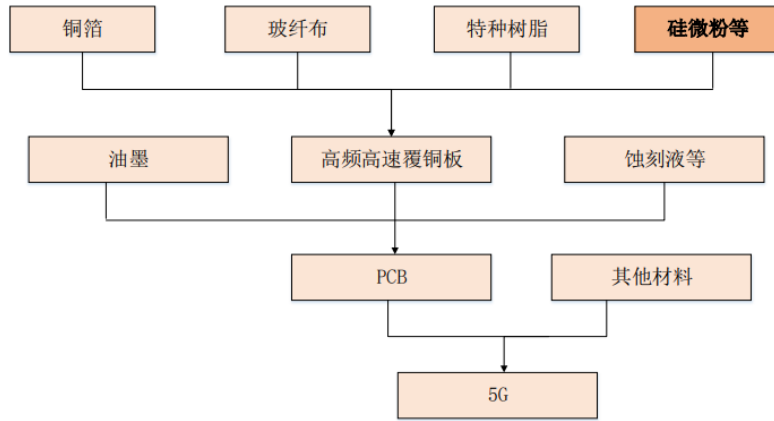 铜箔
玻纤布
特种树脂
硅微粉等
油墨
高频高速覆铜板
蚀刻液等
PCB
其他材料
5G